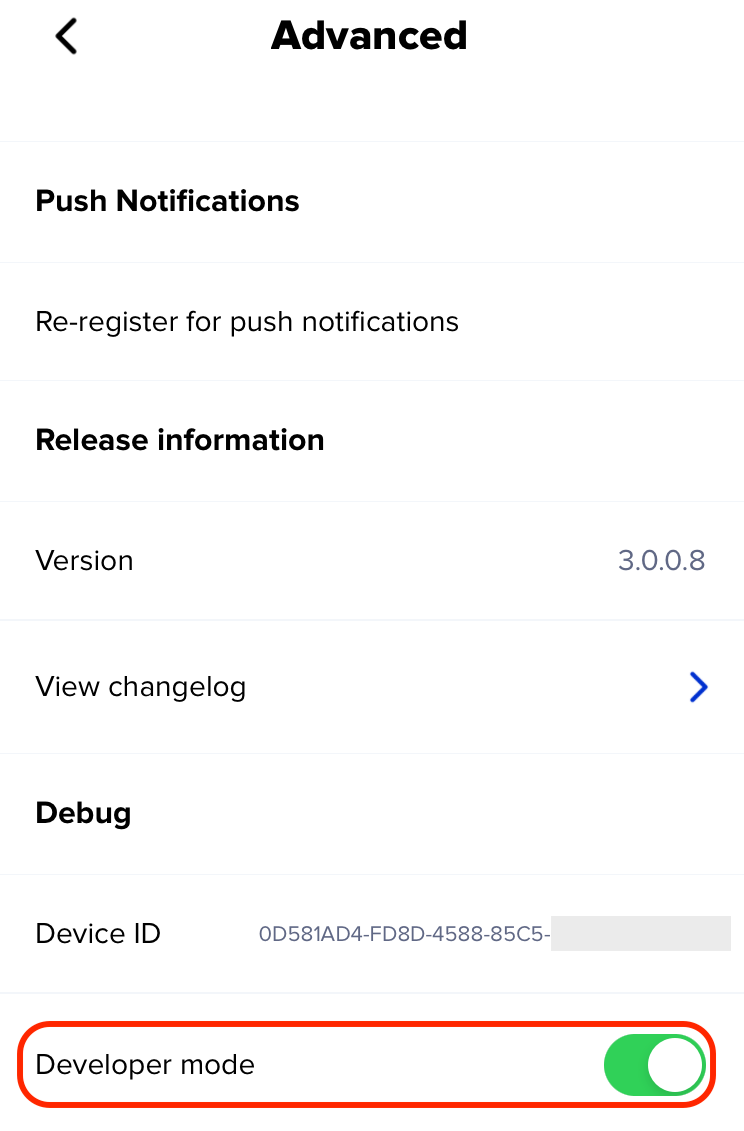 Advanced
Push Notifications
Re-register for push notifications
Release information
Version 3.0.0.8
View changelog
Debug
Device ID 0D581AD4-FD8D-4588-85C5-
Developer mode